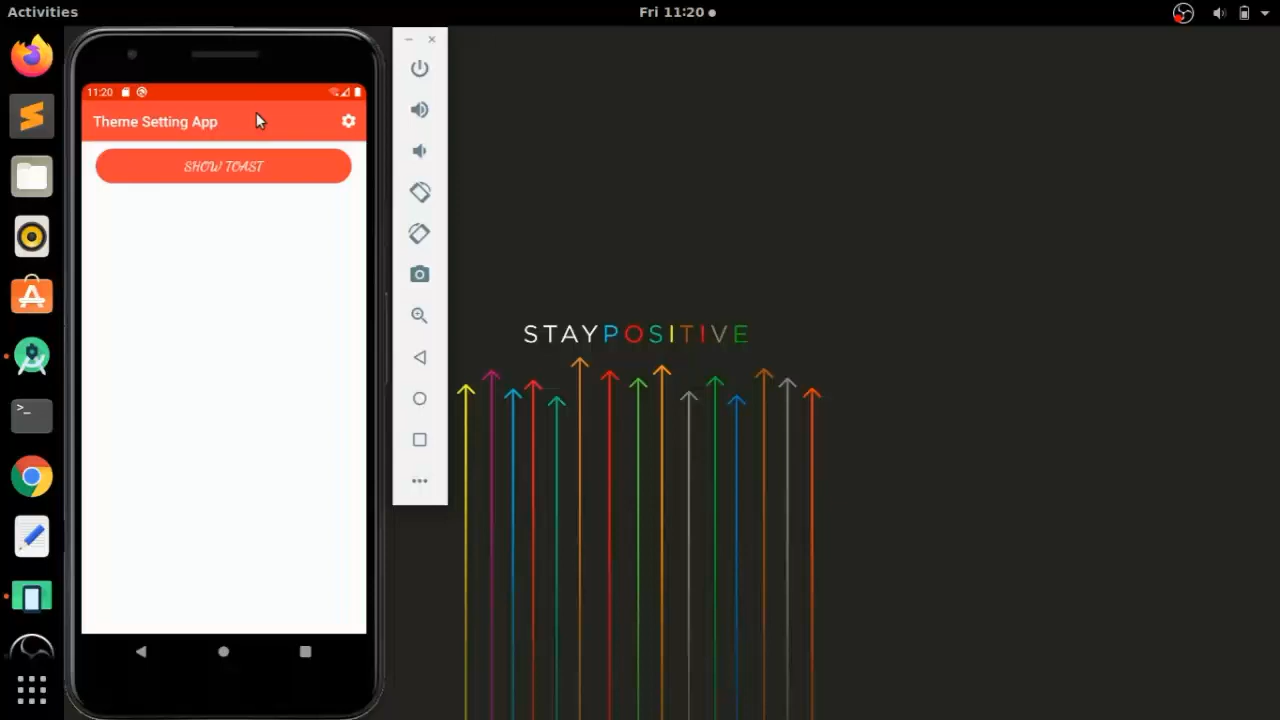 Activities
Fri 11:20
11:20
Theme Setting App
SHOW TOAST
STAYPOSITIVE
>_